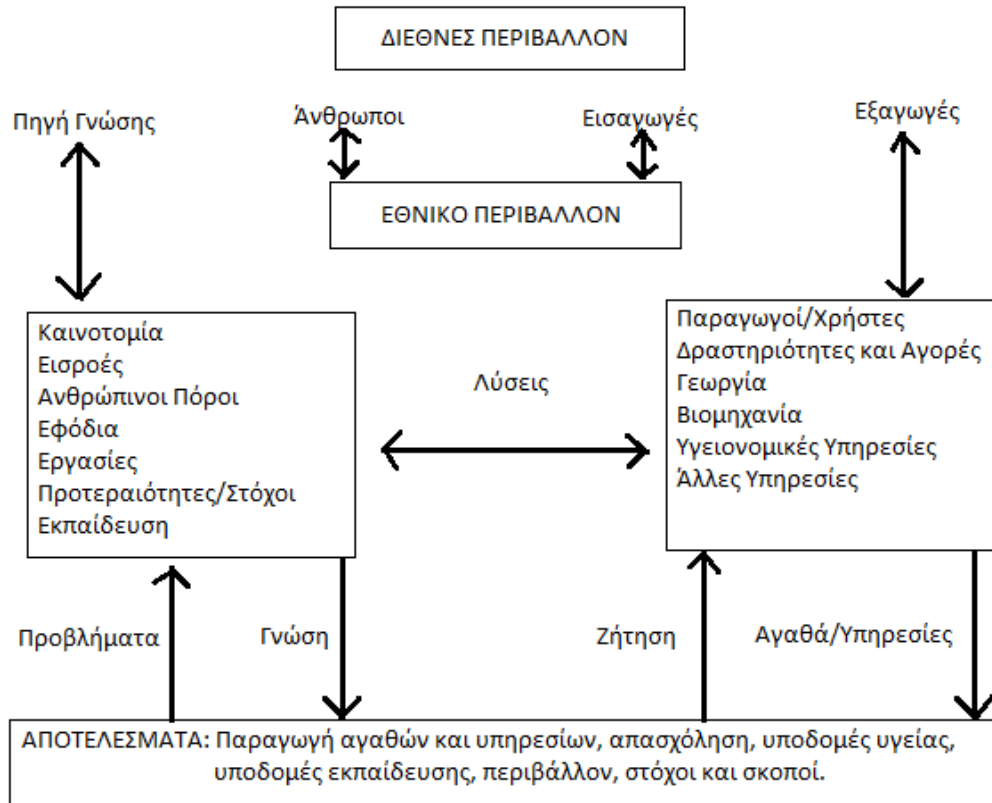 ΔΙΕΘΝΕΣ ΠΕΡΙΒΑΛΛΟΝ
Πηγή Γνώσης
Άνθρωποι
Εισαγωγές
Εξαγωγές
ΕΘΝΙΚΟ ΠΕΡΙΒΑΛΛΟΝ
Καινοτομία
Εισροές
Ανθρώπινοι Πόροι
Εφόδια
Εργασίες
Προτεραιότητες/Στόχοι
Εκπαίδευση
Λύσεις
Παραγωγοί/Χρήστες
Δραστηριότητες και Αγορές
Γεωργία
Βιομηχανία
Υγειονομικές Υπηρεσίες
Άλλες Υπηρεσίες
Προβλήματα
Γνώση
Ζήτηση
Αγαθά/Υπηρεσίες
ΑΠΟΤΕΛΕΣΜΑΤΑ: Παραγωγή αγαθών και υπηρεσίων, απασχόληση, υποδομές υγείας,
υποδομές εκπαίδευσης, περιβάλλον, στόχοι και σκοποί.